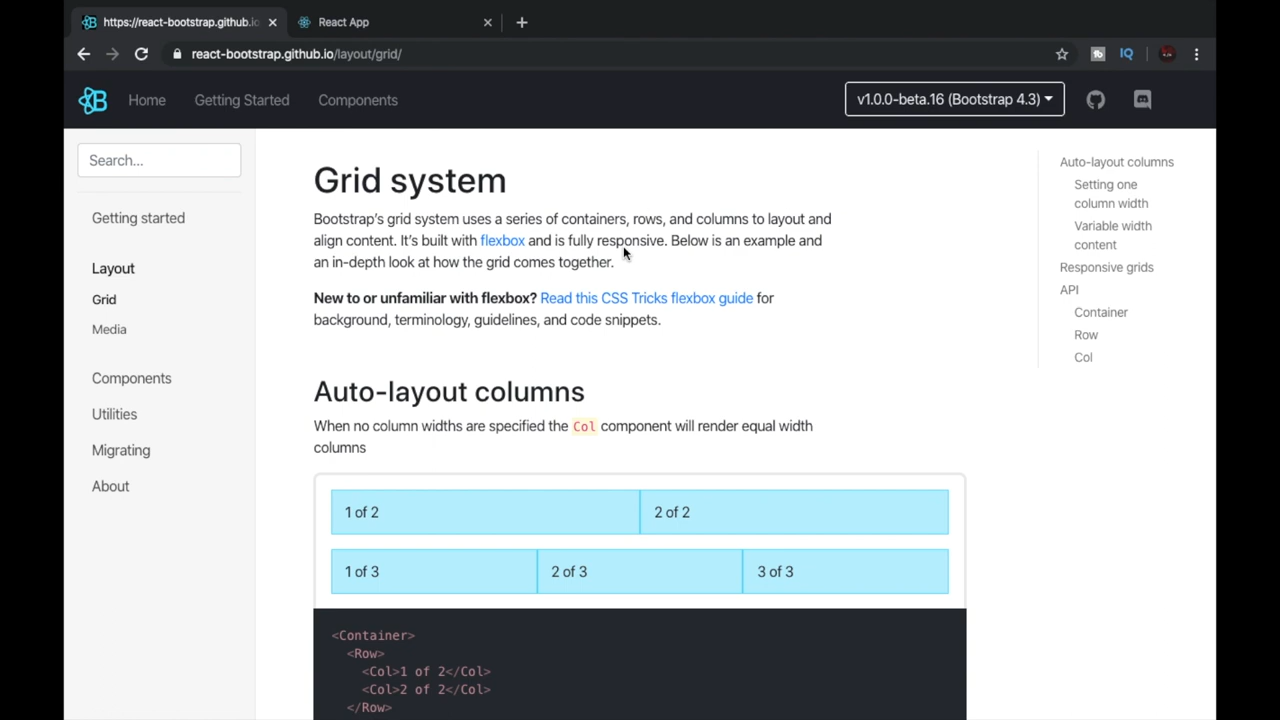 https://react-bootstrap.github.io
React App
react-bootstrap.github.io/layout/grid/
IQ
Home
Getting Started
Components
v1.0.0-beta.16 (Bootstrap 4.3)
Search...
Getting started
Layout
Grid
Media
Components
Utilities
Migrating
About
Grid system
Bootstrap's grid system uses a series of containers, rows, and columns to layout and
align content. It's built with flexbox and is fully responsive. Below is an example and
an in-depth look at how the grid comes together.
New to or unfamiliar with flexbox? Read this CSS Tricks flexbox guide for
background, terminology, guidelines, and code snippets.
Auto-layout columns
When no column widths are specified the Col component will render equal width
columns
1 of 2
2 of 2
1 of 3
2 of 3
3 of 3
<Container>
<Row>
<Col>1 of 2</Col>
<Col>2 of 2</Col>
</Row>
Auto-layout columns
Setting one
column width
Variable width
content
Responsive grids
API
Container
Row
Col